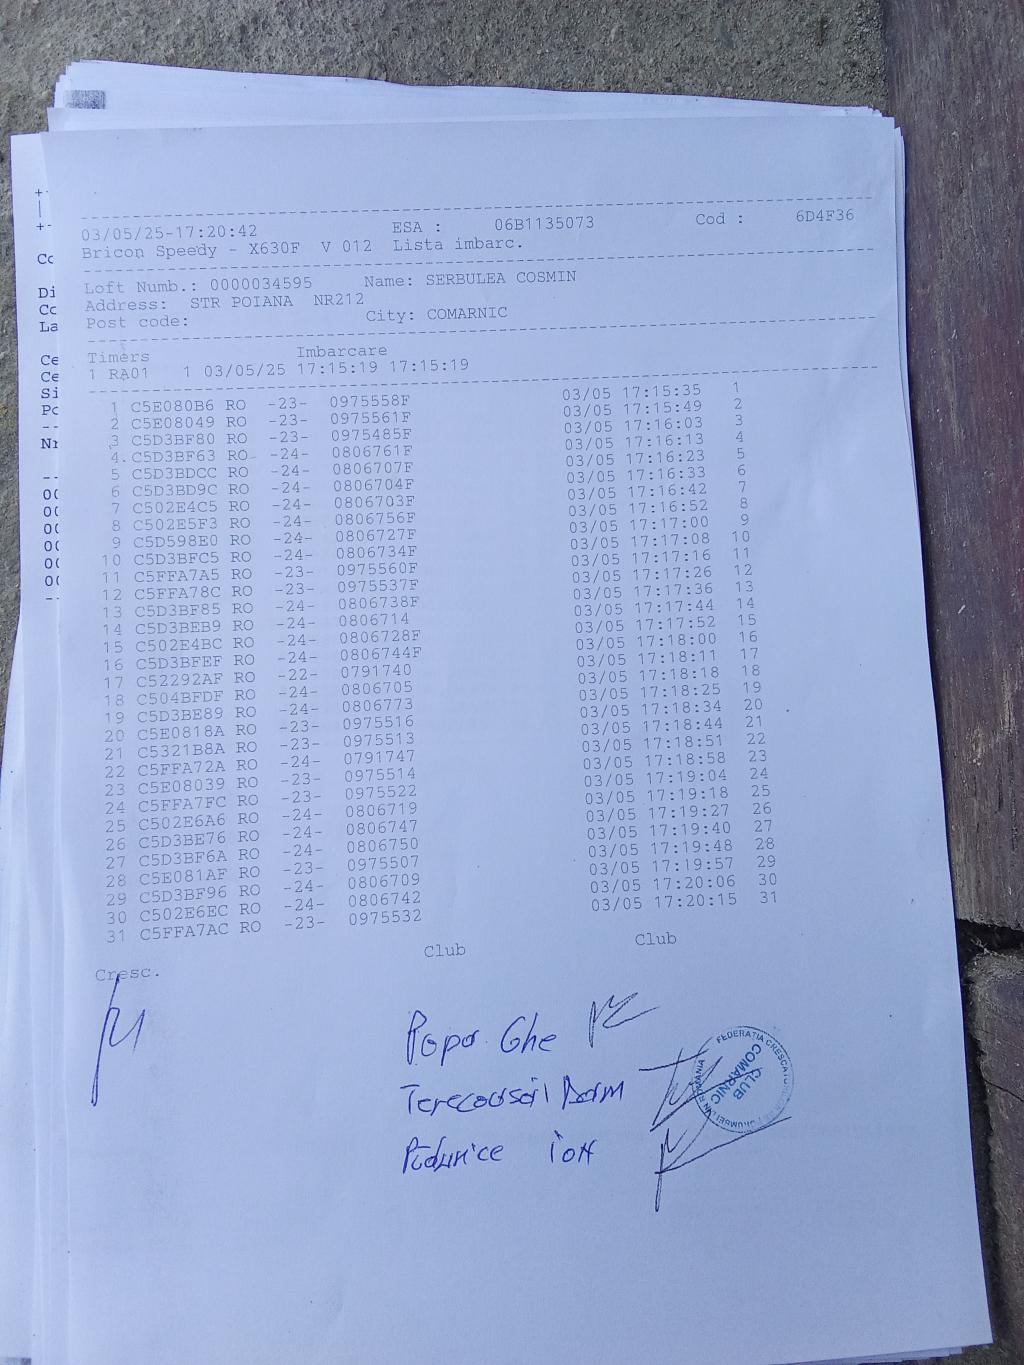 03/05/25-17:20:42 ESA : 06B1135073 Cod : 6D4F36
Bricon Speedy - X630F V 012 Lista imbarc.
Loft Numb.: 0000034595 Name: SERBULEA COSMIN
Address: STR POIANA NR212
Post code: City: COMARNIC
Timers Imbarcare
1 RA01 1 03/05/25 17:15:19 17:15:19
1 C5E080B6 RO -23- 0975558F 03/05 17:15:35 1
2 C5E08049 RO -23- 0975561F 03/05 17:15:49 2
3 C5D3BF80 RO -23- 0975485F 03/05 17:16:03 3
4 C5D3BF63 RO -24- 0806761F 03/05 17:16:13 4
5 C5D3BDCC RO -24- 0806707F 03/05 17:16:23 5
6 C5D3BD9C RO -24- 0806704F 03/05 17:16:33 6
7 C502E4C5 RO -24- 0806703F 03/05 17:16:42 7
8 C502E5F3 RO -24- 0806756F 03/05 17:16:52 8
9 C5D598E0 RO -24- 0806727F 03/05 17:17:00 9
10 C5D3BFC5 RO -24- 0806734F 03/05 17:17:08 10
11 C5FFA7A5 RO -23- 0975560F 03/05 17:17:16 11
12 C5FFA78C RO -23- 0975537F 03/05 17:17:26 12
13 C5D3BF85 RO -24- 0806738F 03/05 17:17:36 13
14 C5D3BEB9 RO -24- 0806714 03/05 17:17:44 14
15 C502E4BC RO -24- 0806728F 03/05 17:17:52 15
16 C5D3BFEF RO -24- 0806744F 03/05 17:18:00 16
17 C52292AF RO -22- 0791740 03/05 17:18:11 17
18 C504BFDF RO -24- 0806705 03/05 17:18:18 18
19 C5D3BE89 RO -24- 0806773 03/05 17:18:25 19
20 C5E0818A RO -23- 0975516 03/05 17:18:34 20
21 C5321B8A RO -23- 0975513 03/05 17:18:44 21
22 C5FFA72A RO -24- 0791747 03/05 17:18:51 22
23 C5E08039 RO -23- 0975514 03/05 17:18:58 23
24 C5FFA7FC RO -23- 0975522 03/05 17:19:04 24
25 C502E6A6 RO -24- 0806719 03/05 17:19:18 25
26 C5D3BE76 RO -24- 0806747 03/05 17:19:27 26
27 C5D3BF6A RO -24- 0806750 03/05 17:19:40 27
28 C5E081AF RO -23- 0975507 03/05 17:19:48 28
29 C5D3BF96 RO -24- 0806709 03/05 17:19:57 29
30 C502E6EC RO -24- 0806742 03/05 17:20:06 30
31 C5FFA7AC RO -23- 0975532 03/05 17:20:15 31
Cresc. Club Club
Popa Ghe
ion
CLUB
COMARNIC